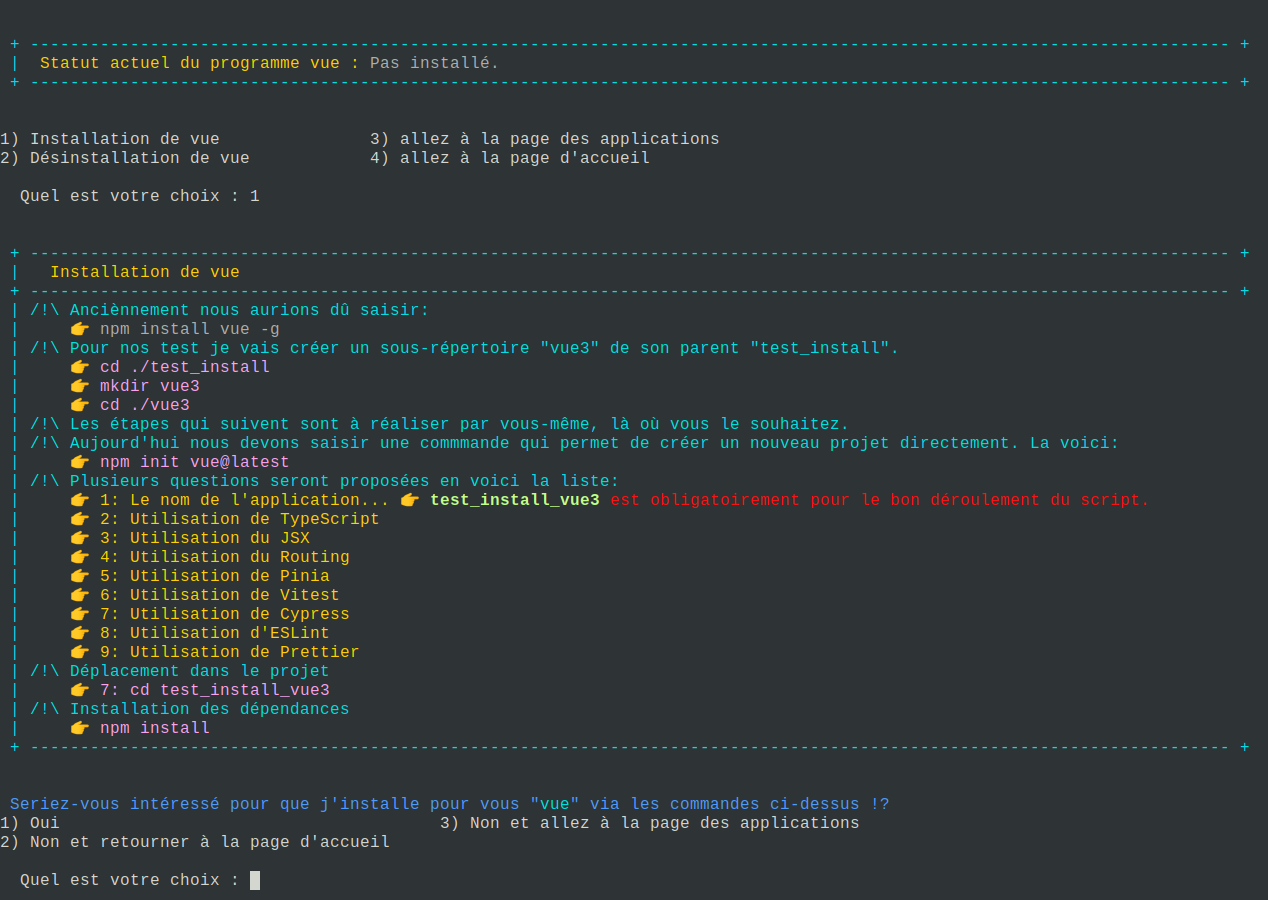 + ------------------------------------------------------------------------------------------------------------------------ +
|  Statut actuel du programme vue : Pas installé.
+ ------------------------------------------------------------------------------------------------------------------------ +
1) Installation de vue               3) allez à la page des applications
2) Désinstallation de vue            4) allez à la page d'accueil
Quel est votre choix : 1
+ ------------------------------------------------------------------------------------------------------------------------ +
|   Installation de vue
+ ------------------------------------------------------------------------------------------------------------------------ +
| /!\ Anciènnement nous aurions dû saisir:
|     👉 npm install vue -g
| /!\ Pour nos test je vais créer un sous-répertoire "vue3" de son parent "test_install".
|     👉 cd ./test_install
|     👉 mkdir vue3
|     👉 cd ./vue3
| /!\ Les étapes qui suivent sont à réaliser par vous-même, là où vous le souhaitez.
| /!\ Aujourd'hui nous devons saisir une commmande qui permet de créer un nouveau projet directement. La voici:
|     👉 npm init vue@latest
| /!\ Plusieurs questions seront proposées en voici la liste:
|     👉 1: Le nom de l'application... 👉 test_install_vue3 est obligatoirement pour le bon déroulement du script.
|     👉 2: Utilisation de TypeScript
|     👉 3: Utilisation du JSX
|     👉 4: Utilisation du Routing
|     👉 5: Utilisation de Pinia
|     👉 6: Utilisation de Vitest
|     👉 7: Utilisation de Cypress
|     👉 8: Utilisation d'ESLint
|     👉 9: Utilisation de Prettier
| /!\ Déplacement dans le projet
|     👉 7: cd test_install_vue3
| /!\ Installation des dépendances
|     👉 npm install
+ ------------------------------------------------------------------------------------------------------------------------ +
Seriez-vous intéressé pour que j'installe pour vous "vue" via les commandes ci-dessus !?
1) Oui                                      3) Non et allez à la page des applications
2) Non et retourner à la page d'accueil
Quel est votre choix :